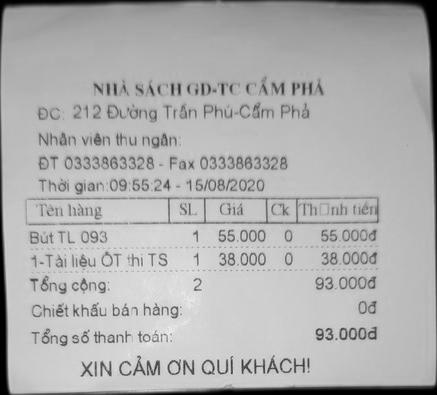 NHÀ SÁCH GD-TC CẨM PHẢ
ĐC: 212 Đường Trần Phú-Cẩm Phả
Nhân viên thu ngân:
ĐT 0333863328 - Fax 0333863328
Thời gian:09:55:24 - 15/08/2020
Tên hàng SL Giá Ck Th□nh tiền
Bút TL 093 1 55.000 0 55.000đ
1-Tài liệu ÔT thi TS 1 38.000 0 38.000đ
Tổng cộng: 2 93.000đ
Chiết khấu bán hàng: 0đ
Tổng số thanh toán: 93.000đ
XIN CẢM ƠN QUÍ KHÁCH!